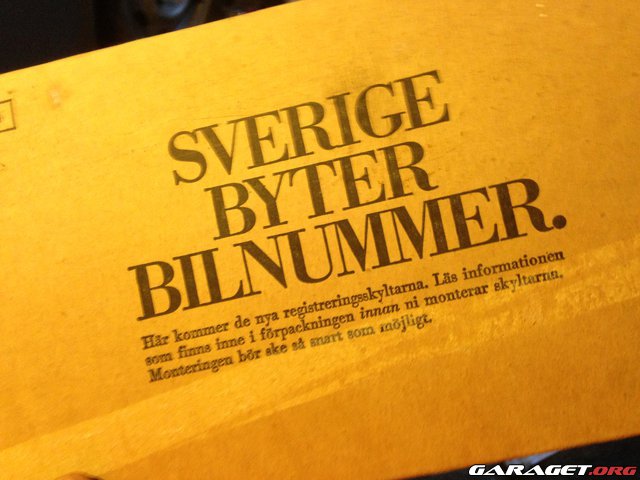 SVERIGE
BYTER
BILNUMMER.
Här kommer de nya registreringsskyltarna. Läs informationen
som finns inne i förpackningen innan ni monterar skyltarna.
Monteringen bör ske så snart som möjligt.
GARAGET.ORG